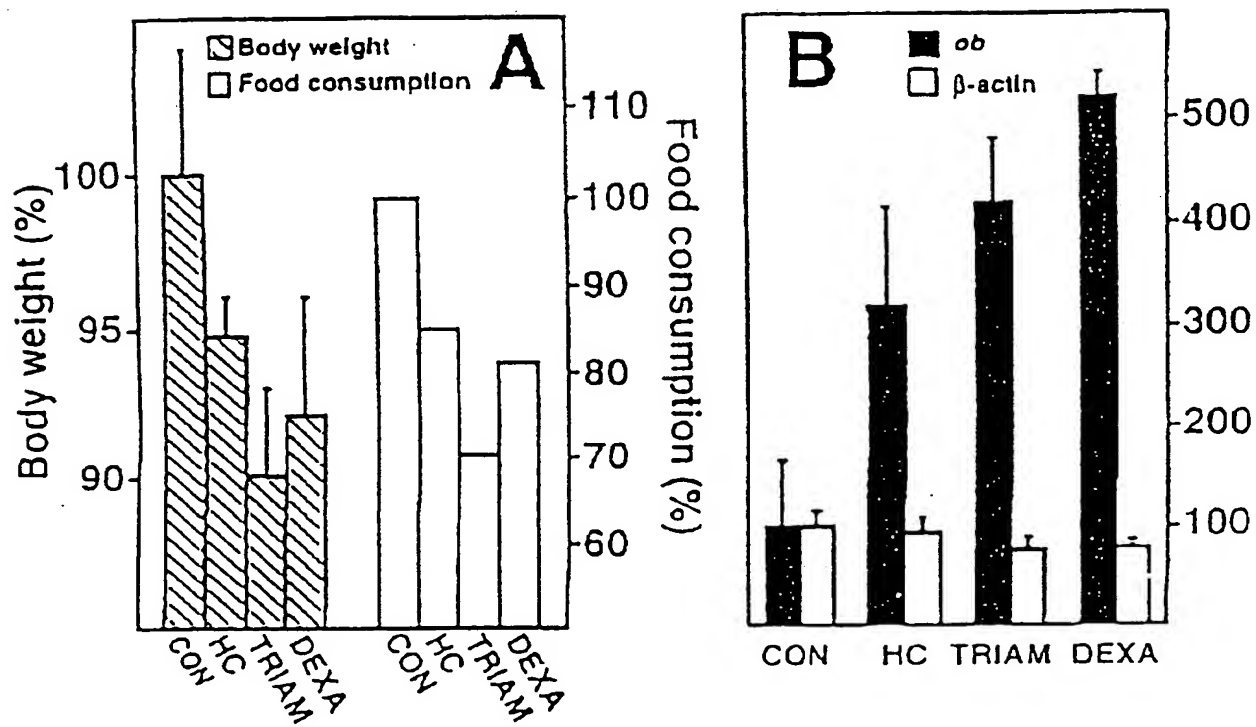 Body weight
Food consumption
A
Body weight (%)
100
95
90
110
100
90
80
70
60
Food consumption (%)
CON
HC
TRIAM
DEXA
CON
HC
TRIAM
DEXA
B
ob
β-actin
500
400
300
200
100
CON HC TRIAM DEXA